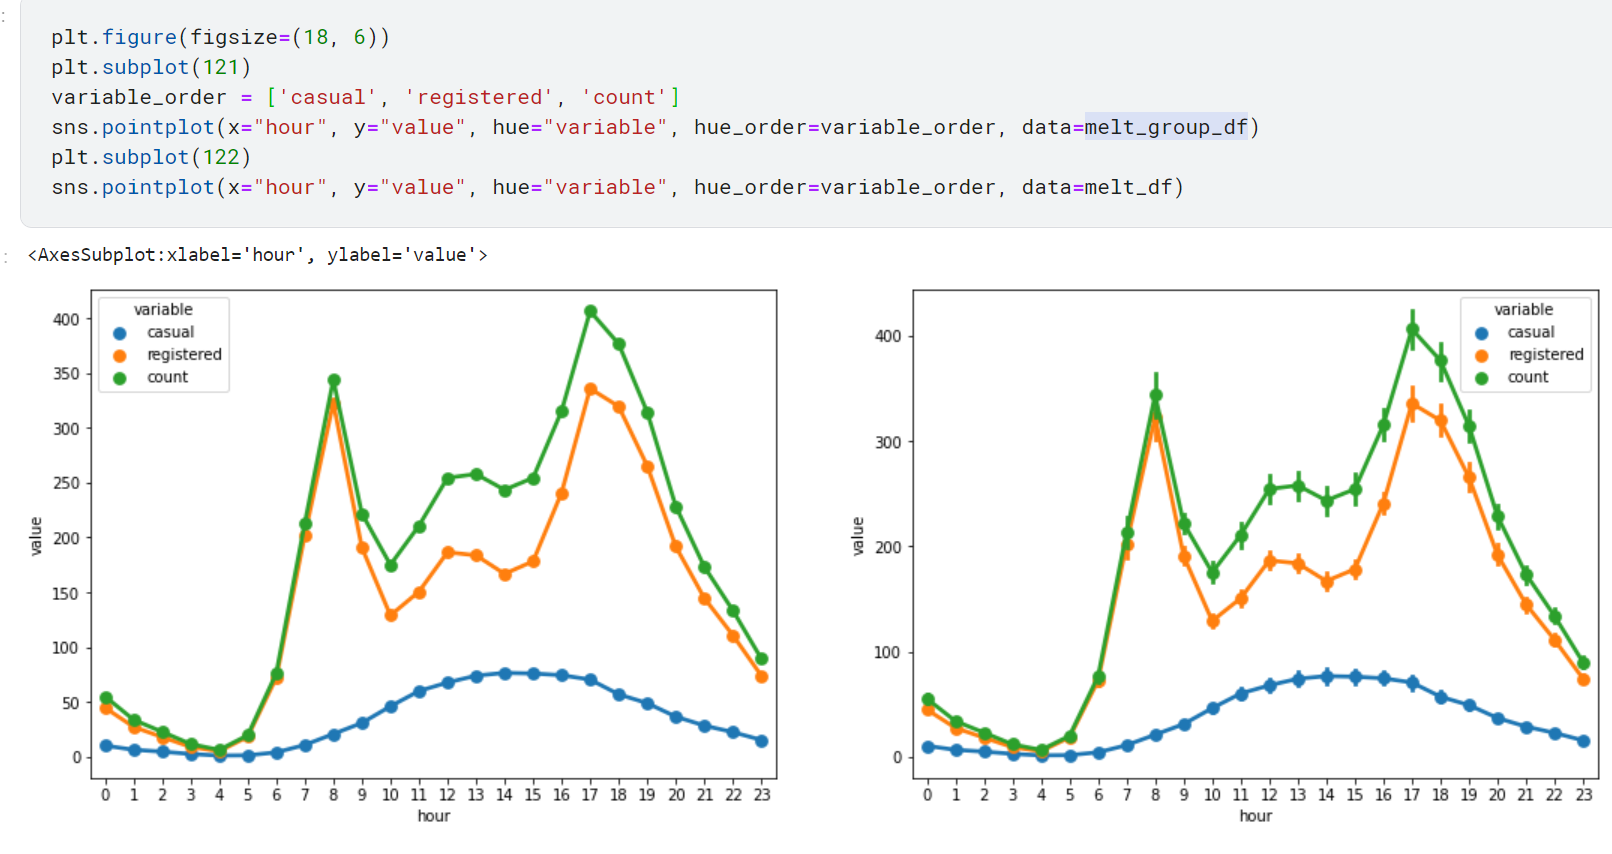 :
plt.figure(figsize=(18, 6))
plt.subplot(121)
variable_order = ['casual', 'registered', 'count']
sns.pointplot(x="hour", y="value", hue="variable", hue_order=variable_order, data=melt_group_df)
plt.subplot(122)
sns.pointplot(x="hour", y="value", hue="variable", hue_order=variable_order, data=melt_df)
: <AxesSubplot:xlabel='hour', ylabel='value'>
variable
casual
registered
count
400
350
300
250
200
150
100
50
0
value
0 1 2 3 4 5 6 7 8 9 10 11 12 13 14 15 16 17 18 19 20 21 22 23
hour
variable
casual
registered
count
400
300
200
100
0
value
0 1 2 3 4 5 6 7 8 9 10 11 12 13 14 15 16 17 18 19 20 21 22 23
hour